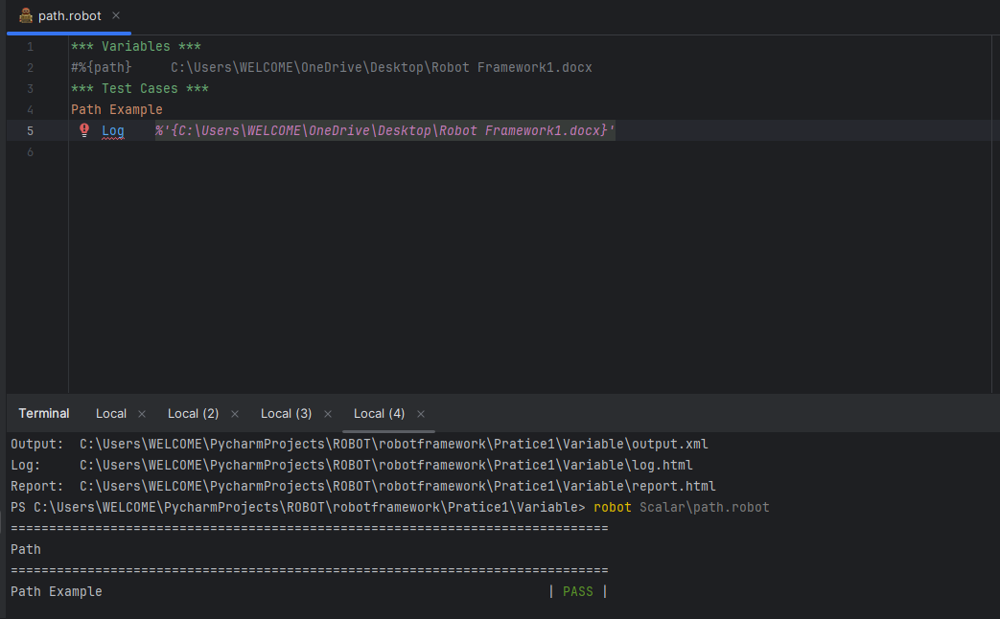 path.robot ×
1 *** Variables ***
2 #%{path}     C:\Users\WELCOME\OneDrive\Desktop\Robot Framework1.docx
3 *** Test Cases ***
4 Path Example
5     Log    %'{C:\Users\WELCOME\OneDrive\Desktop\Robot Framework1.docx}'
6
Terminal Local × Local (2) × Local (3) × Local (4) ×
Output:  C:\Users\WELCOME\PycharmProjects\ROBOT\robotframework\Pratice1\Variable\output.xml
Log:     C:\Users\WELCOME\PycharmProjects\ROBOT\robotframework\Pratice1\Variable\log.html
Report:  C:\Users\WELCOME\PycharmProjects\ROBOT\robotframework\Pratice1\Variable\report.html
PS C:\Users\WELCOME\PycharmProjects\ROBOT\robotframework\Pratice1\Variable> robot Scalar\path.robot
==============================================================================
Path
==============================================================================
Path Example                                                          | PASS |